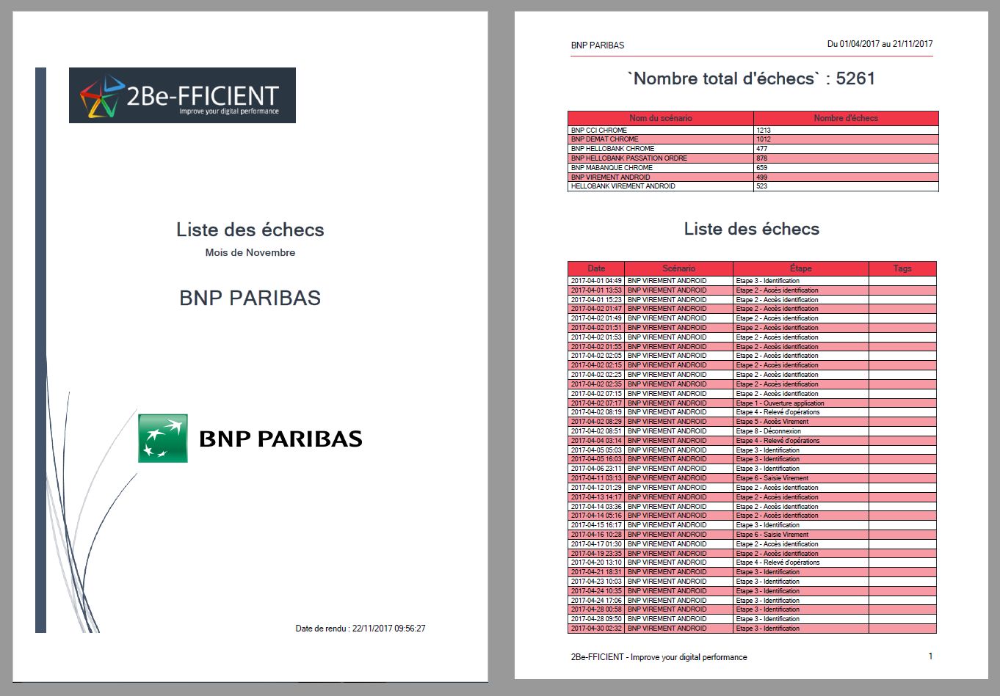 2Be-FFICIENT
Improve your digital performance
Liste des échecs
Mois de Novembre
BNP PARIBAS
BNP PARIBAS
Date de rendu : 22/11/2017 09:56:27
BNP PARIBAS Du 01/04/2017 au 21/11/2017
`Nombre total d'échecs` : 5261
Nom du scénario Nombre d'échecs
BNP CCI CHROME 1213
BNP DEMAT CHROME 1012
BNP HELLOBANK CHROME 477
BNP HELLOBANK PASSATION ORDRE 878
BNP MABANQUE CHROME 659
BNP VIREMENT ANDROID 499
HELLOBANK VIREMENT ANDROID 523
Liste des échecs
Date Scénario Étape Tags
2017-04-01 04:49 BNP VIREMENT ANDROID Etape 3 - Identification
2017-04-01 13:53 BNP VIREMENT ANDROID Etape 2 - Accès identification
2017-04-01 15:23 BNP VIREMENT ANDROID Etape 2 - Accès identification
2017-04-02 01:47 BNP VIREMENT ANDROID Etape 2 - Accès identification
2017-04-02 01:49 BNP VIREMENT ANDROID Etape 2 - Accès identification
2017-04-02 01:51 BNP VIREMENT ANDROID Etape 2 - Accès identification
2017-04-02 01:53 BNP VIREMENT ANDROID Etape 2 - Accès identification
2017-04-02 01:55 BNP VIREMENT ANDROID Etape 2 - Accès identification
2017-04-02 02:05 BNP VIREMENT ANDROID Etape 2 - Accès identification
2017-04-02 02:15 BNP VIREMENT ANDROID Etape 2 - Accès identification
2017-04-02 02:25 BNP VIREMENT ANDROID Etape 2 - Accès identification
2017-04-02 02:35 BNP VIREMENT ANDROID Etape 2 - Accès identification
2017-04-02 07:15 BNP VIREMENT ANDROID Etape 2 - Accès identification
2017-04-02 07:17 BNP VIREMENT ANDROID Etape 1 - Ouverture application
2017-04-02 08:19 BNP VIREMENT ANDROID Etape 4 - Relevé d'opérations
2017-04-02 08:29 BNP VIREMENT ANDROID Etape 5 - Accès Virement
2017-04-02 08:51 BNP VIREMENT ANDROID Etape 8 - Déconnexion
2017-04-04 03:14 BNP VIREMENT ANDROID Etape 4 - Relevé d'opérations
2017-04-05 05:03 BNP VIREMENT ANDROID Etape 3 - Identification
2017-04-05 16:03 BNP VIREMENT ANDROID Etape 3 - Identification
2017-04-06 23:11 BNP VIREMENT ANDROID Etape 3 - Identification
2017-04-11 03:13 BNP VIREMENT ANDROID Etape 6 - Saisie Virement
2017-04-12 01:29 BNP VIREMENT ANDROID Etape 2 - Accès identification
2017-04-13 14:17 BNP VIREMENT ANDROID Etape 2 - Accès identification
2017-04-14 03:36 BNP VIREMENT ANDROID Etape 2 - Accès identification
2017-04-14 05:16 BNP VIREMENT ANDROID Etape 2 - Accès identification
2017-04-15 16:17 BNP VIREMENT ANDROID Etape 3 - Identification
2017-04-16 10:28 BNP VIREMENT ANDROID Etape 6 - Saisie Virement
2017-04-17 01:30 BNP VIREMENT ANDROID Etape 2 - Accès identification
2017-04-19 23:35 BNP VIREMENT ANDROID Etape 2 - Accès identification
2017-04-20 13:10 BNP VIREMENT ANDROID Etape 4 - Relevé d'opérations
2017-04-21 18:31 BNP VIREMENT ANDROID Etape 3 - Identification
2017-04-23 10:03 BNP VIREMENT ANDROID Etape 3 - Identification
2017-04-24 10:35 BNP VIREMENT ANDROID Etape 3 - Identification
2017-04-24 17:06 BNP VIREMENT ANDROID Etape 3 - Identification
2017-04-28 00:58 BNP VIREMENT ANDROID Etape 3 - Identification
2017-04-28 09:50 BNP VIREMENT ANDROID Etape 3 - Identification
2017-04-30 02:32 BNP VIREMENT ANDROID Etape 3 - Identification
2Be-FFICIENT - Improve your digital performance 1